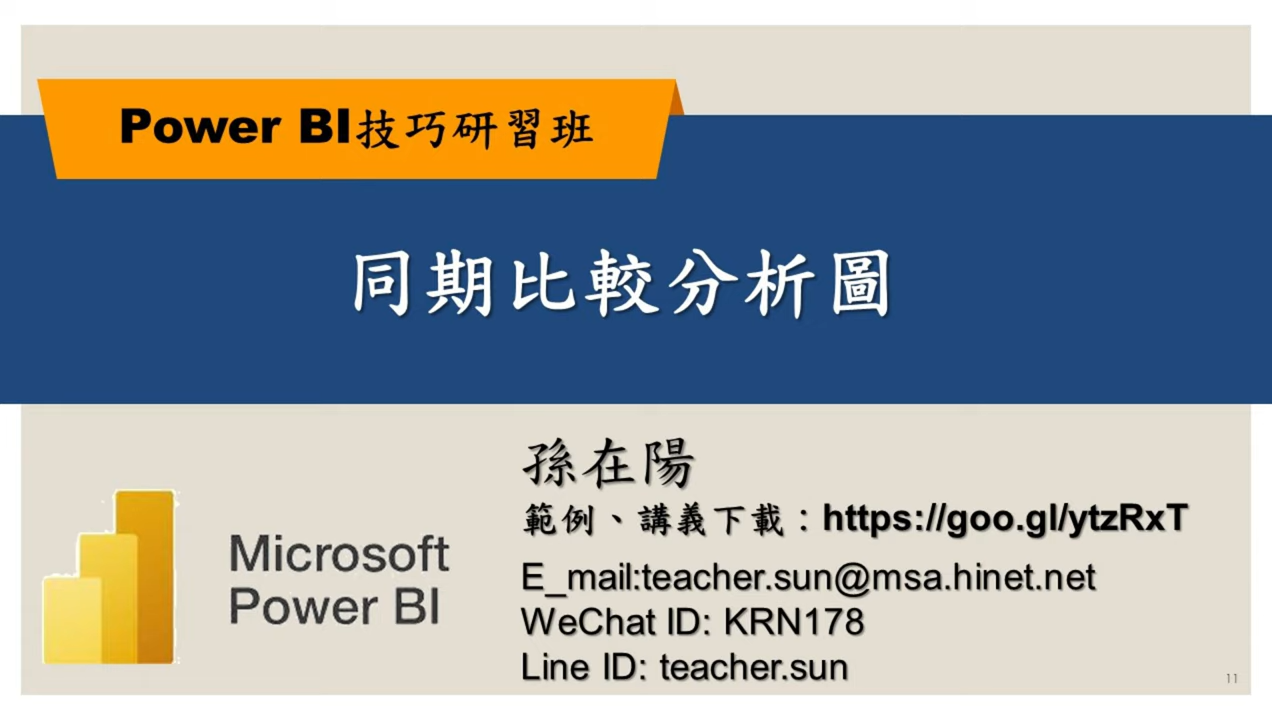 Power BI技巧研習班
同期比較分析圖
孫在陽
範例、講義下載：https://goo.gl/ytzRxT
E_mail:teacher.sun@msa.hinet.net
WeChat ID: KRN178
Line ID: teacher.sun
Microsoft
Power BI
11